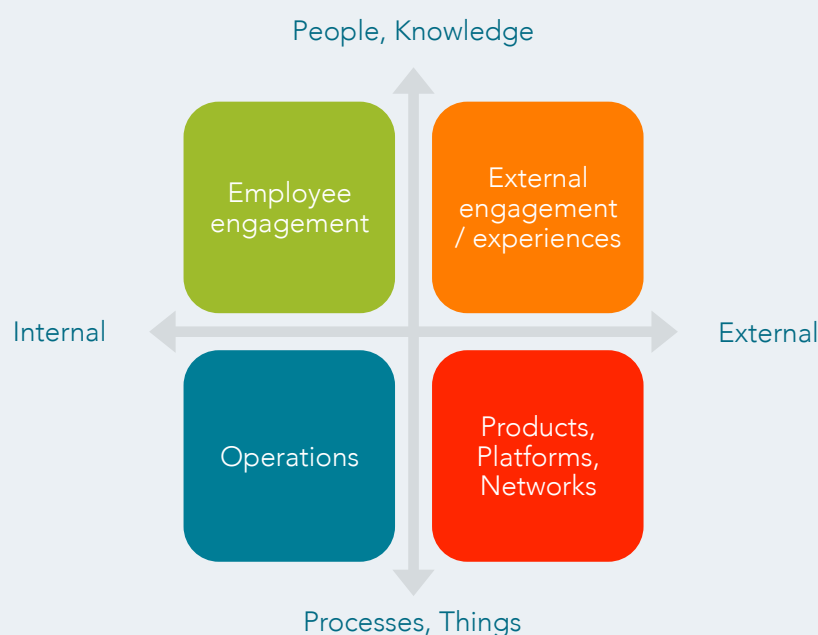 People, Knowledge
Employee
engagement
External
engagement
/ experiences
Internal
External
Operations
Products,
Platforms,
Networks
Processes, Things